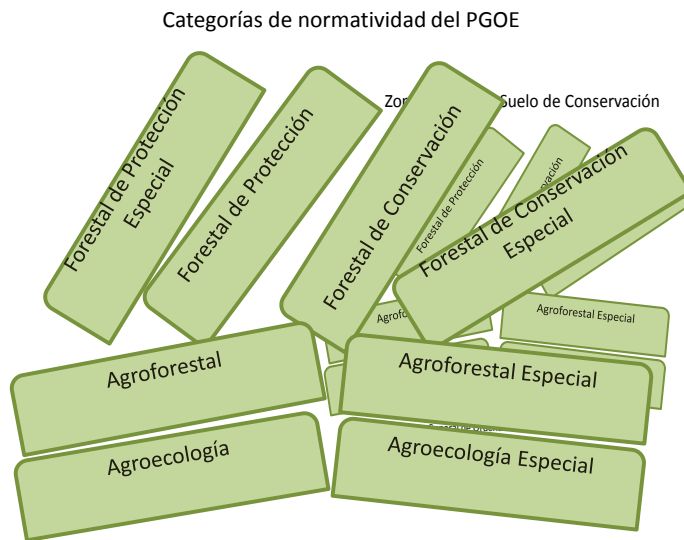 Categorías de normatividad del PGOE
Suelo de Conservación
Forestal de Protección
Especial
Forestal de Protección
Forestal de Conservación
Forestal de Protección
Forestal de Conservación
Especial
Agroforestal Especial
Agroforestal
Agroforestal Especial
Agroecología
Agroecología Especial